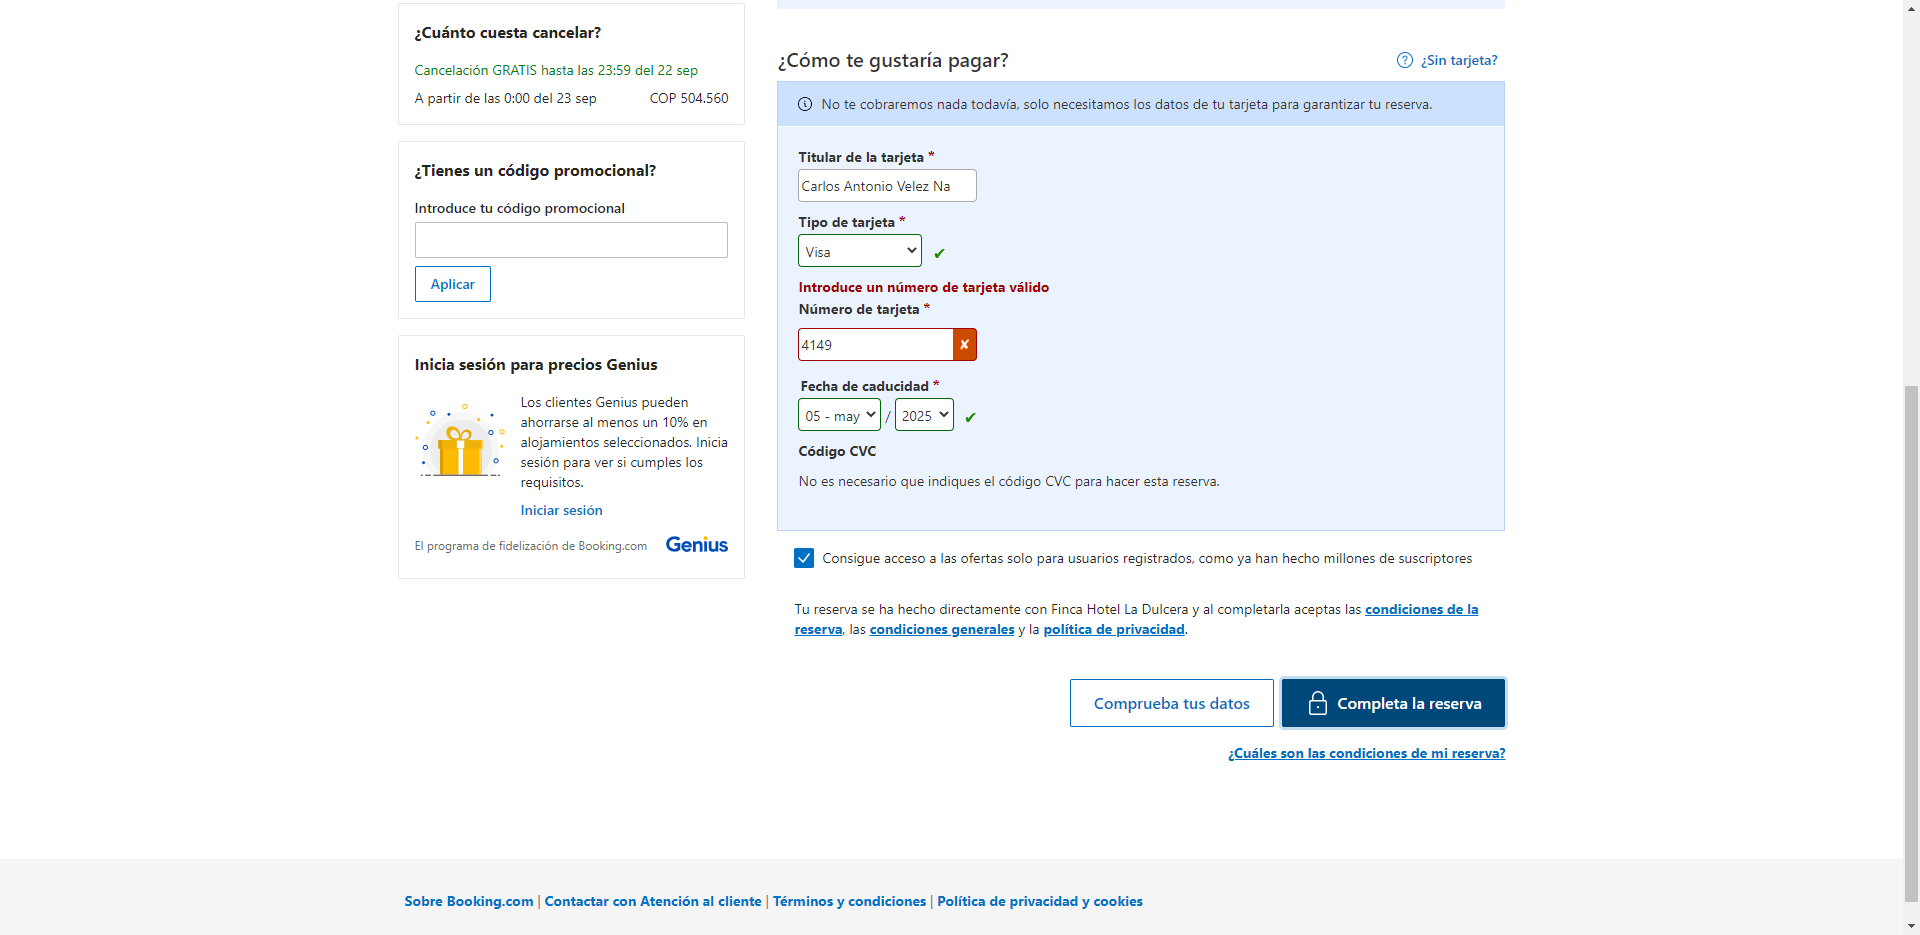 ¿Cuánto cuesta cancelar?
Cancelación GRATIS hasta las 23:59 del 22 sep
A partir de las 0:00 del 23 sep COP 504.560
¿Tienes un código promocional?
Introduce tu código promocional
Aplicar
Inicia sesión para precios Genius
Los clientes Genius pueden
ahorrarse al menos un 10% en
alojamientos seleccionados. Inicia
sesión para ver si cumples los
requisitos.
Iniciar sesión
El programa de fidelización de Booking.com Genius
¿Cómo te gustaría pagar?
¿Sin tarjeta?
No te cobraremos nada todavía, solo necesitamos los datos de tu tarjeta para garantizar tu reserva.
Titular de la tarjeta *
Carlos Antonio Velez Na
Tipo de tarjeta *
Visa
Introduce un número de tarjeta válido
Número de tarjeta *
4149
Fecha de caducidad *
05 - may / 2025
Código CVC
No es necesario que indiques el código CVC para hacer esta reserva.
Consigue acceso a las ofertas solo para usuarios registrados, como ya han hecho millones de suscriptores
Tu reserva se ha hecho directamente con Finca Hotel La Dulcera y al completarla aceptas las condiciones de la
reserva, las condiciones generales y la política de privacidad.
Comprueba tus datos
Completa la reserva
¿Cuáles son las condiciones de mi reserva?
Sobre Booking.com | Contactar con Atención al cliente | Términos y condiciones | Política de privacidad y cookies